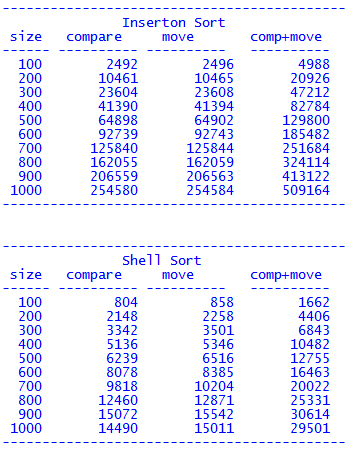 --------------------------------------------
Inserton Sort
size compare move comp+move
------ ---------- ---------- ----------
100 2492 2496 4988
200 10461 10465 20926
300 23604 23608 47212
400 41390 41394 82784
500 64898 64902 129800
600 92739 92743 185482
700 125840 125844 251684
800 162055 162059 324114
900 206559 206563 413122
1000 254580 254584 509164
--------------------------------------------
--------------------------------------------
Shell Sort
size compare move comp+move
------ ---------- ---------- ----------
100 804 858 1662
200 2148 2258 4406
300 3342 3501 6843
400 5136 5346 10482
500 6239 6516 12755
600 8078 8385 16463
700 9818 10204 20022
800 12460 12871 25331
900 15072 15542 30614
1000 14490 15011 29501
--------------------------------------------